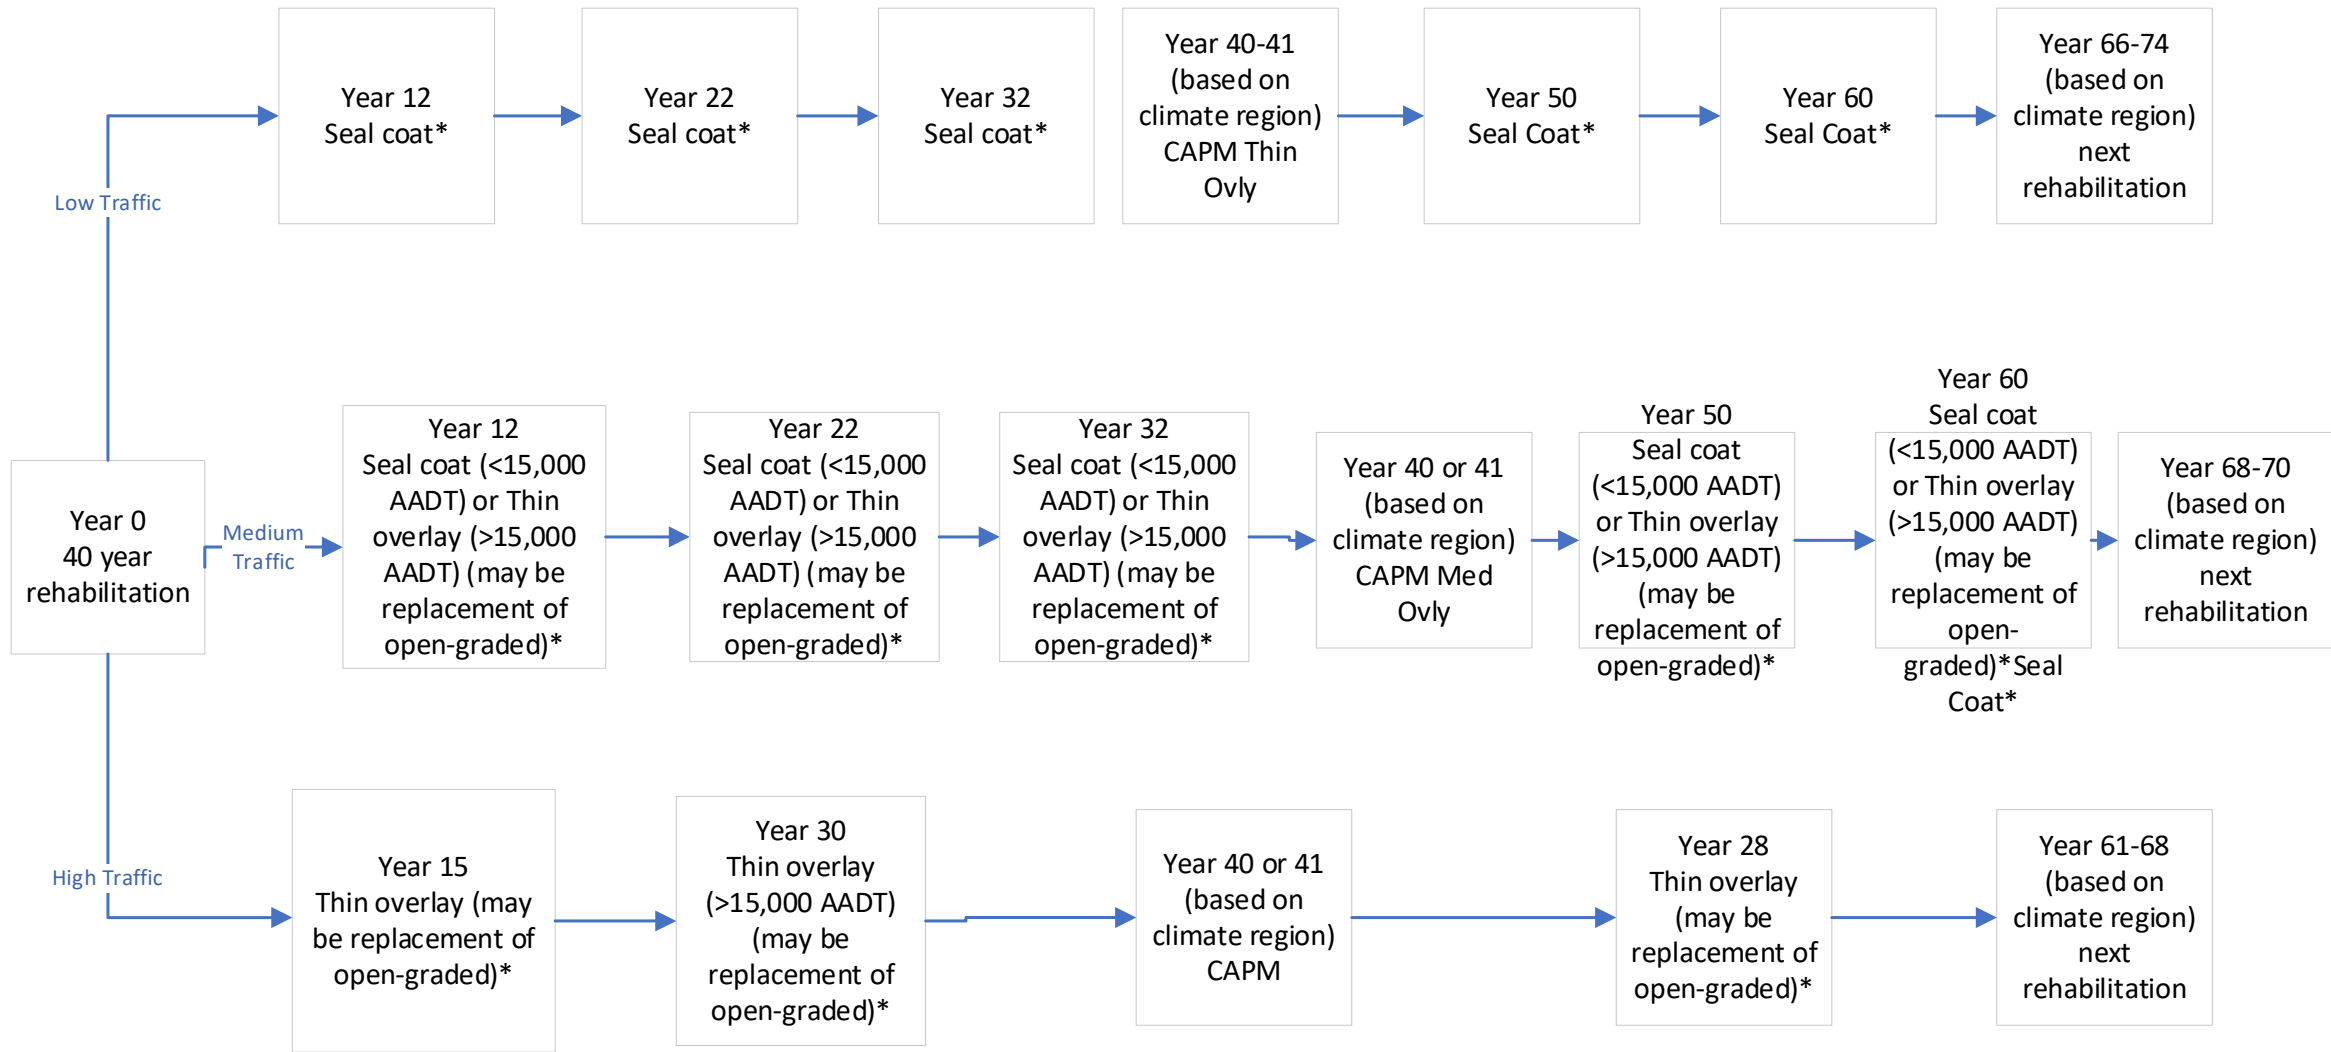 Year 12
Seal coat*
Year 22
Seal coat*
Year 32
Seal coat*
Year 40-41
(based on
climate region)
CAPM Thin
Ovly
Year 50
Seal Coat*
Year 60
Seal Coat*
Year 66-74
(based on
climate region)
next
rehabilitation
Low Traffic
Year 0
40 year
rehabilitation
Medium
Traffic
Year 12
Seal coat (<15,000
AADT) or Thin
overlay (>15,000
AADT) (may be
replacement of
open-graded)*
Year 22
Seal coat (<15,000
AADT) or Thin
overlay (>15,000
AADT) (may be
replacement of
open-graded)*
Year 32
Seal coat (<15,000
AADT) or Thin
overlay (>15,000
AADT) (may be
replacement of
open-graded)*
Year 40 or 41
(based on
climate region)
CAPM Med
Ovly
Year 50
Seal coat
(<15,000 AADT)
or Thin overlay
(>15,000 AADT)
(may be
replacement of
open-graded)*
Year 60
Seal coat
(<15,000 AADT)
or Thin overlay
(>15,000 AADT)
(may be
replacement of
open-
graded)*Seal
Coat*
Year 68-70
(based on
climate region)
next
rehabilitation
High Traffic
Year 15
Thin overlay (may
be replacement of
open-graded)*
Year 30
Thin overlay
(>15,000 AADT)
(may be
replacement of
open-graded)*
Year 40 or 41
(based on
climate region)
CAPM
Year 28
Thin overlay
(may be
replacement of
open-graded)*
Year 61-68
(based on
climate region)
next
rehabilitation